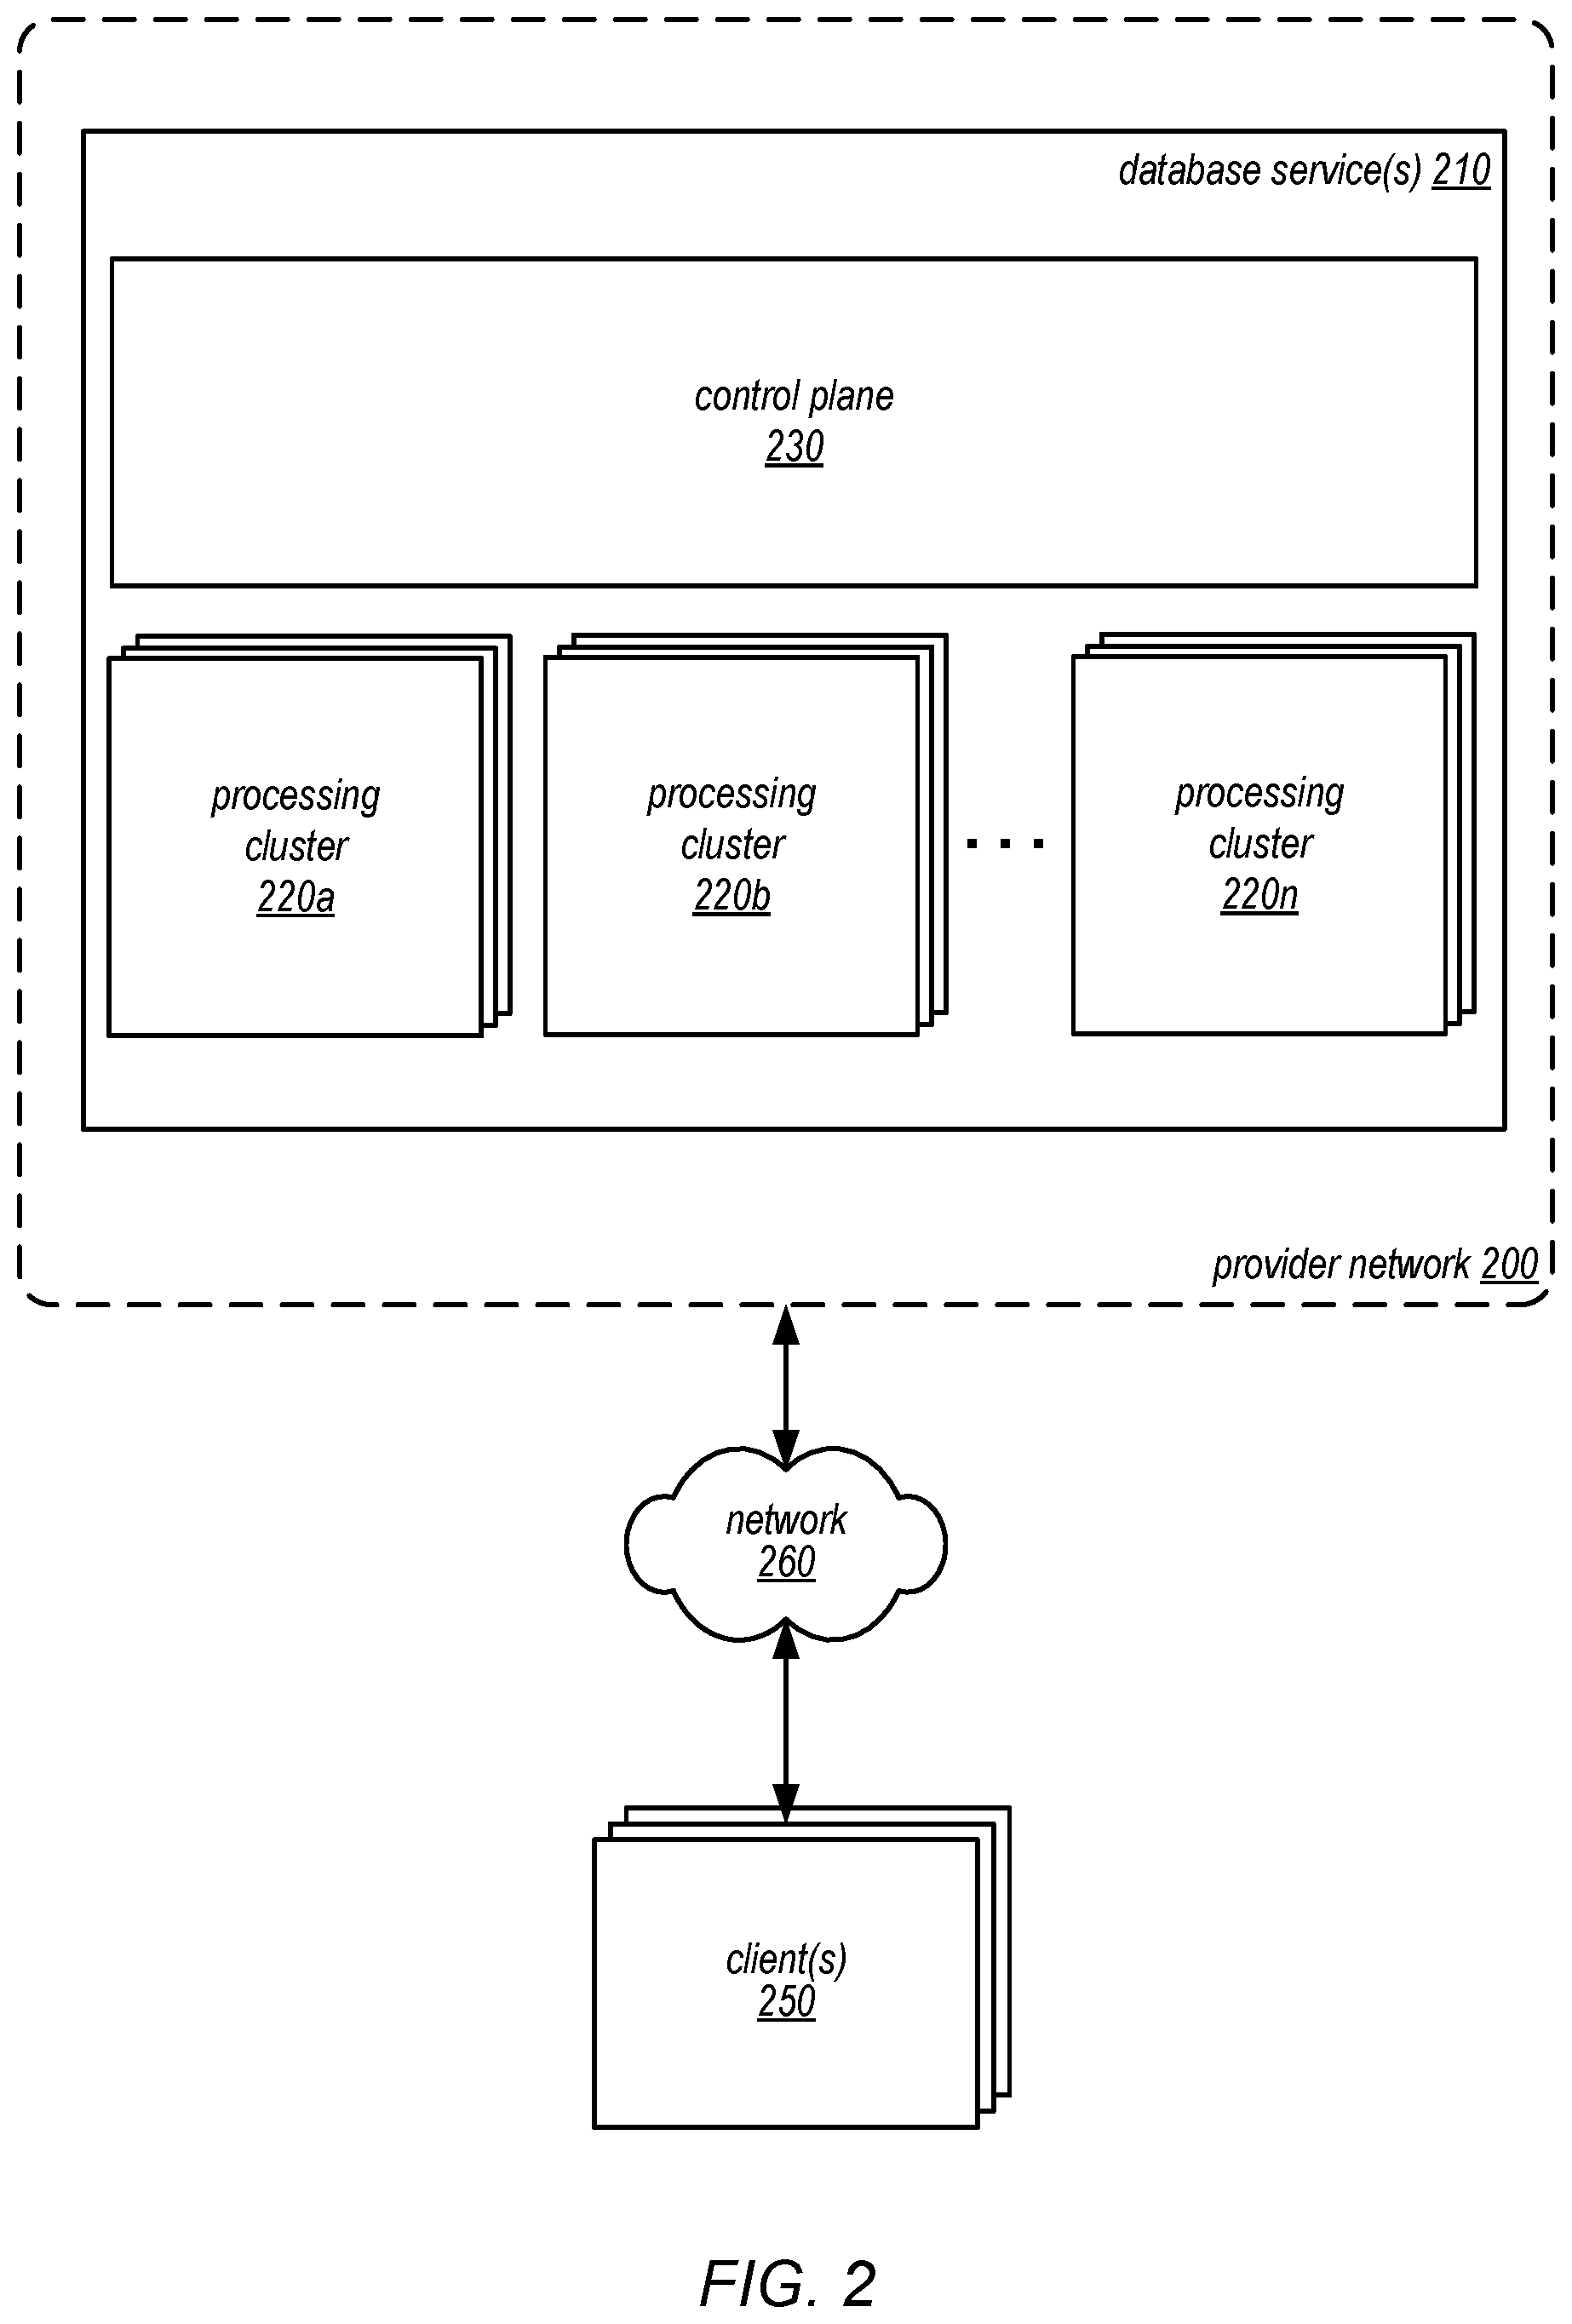 database service(s) 210
control plane
230
processing
cluster
220a
processing
cluster
220b
. . .
processing
cluster
220n
provider network 200
network
260
client(s)
250
FIG. 2